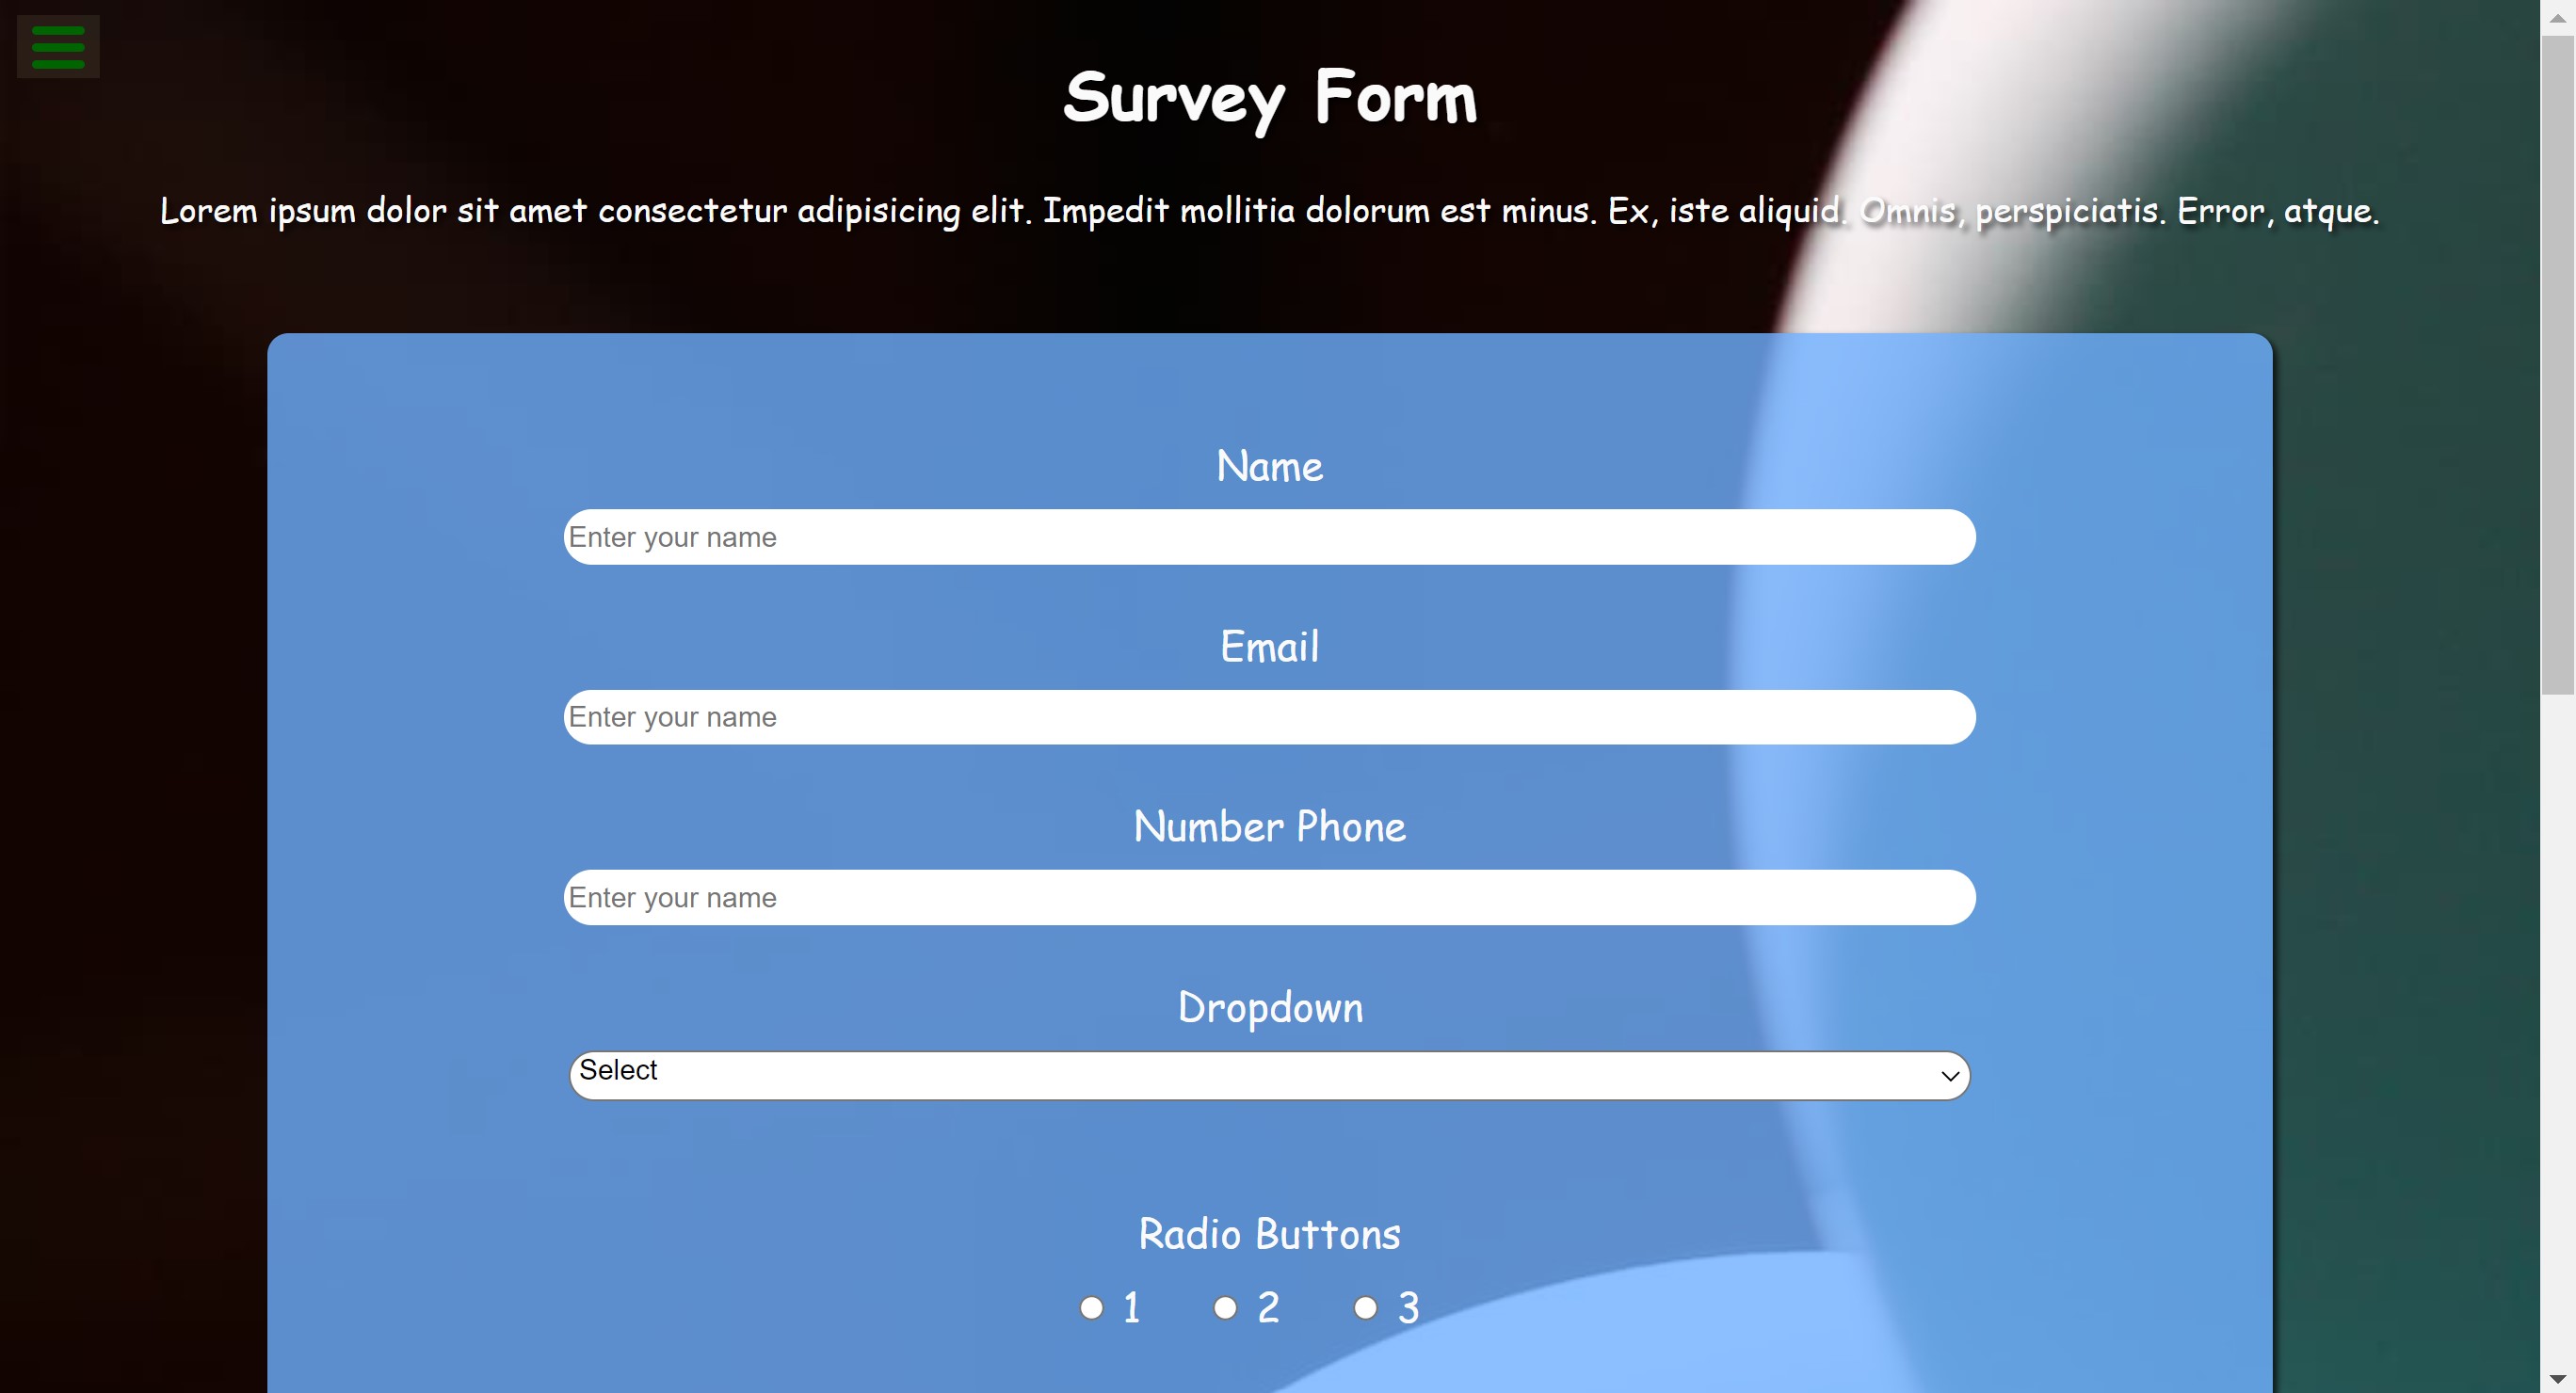 Survey Form
Lorem ipsum dolor sit amet consectetur adipisicing elit. Impedit mollitia dolorum est minus. Ex, iste aliquid. Omnis, perspiciatis. Error, atque.
Name
Enter your name
Email
Enter your name
Number Phone
Enter your name
Dropdown
Select
Radio Buttons
1 2 3